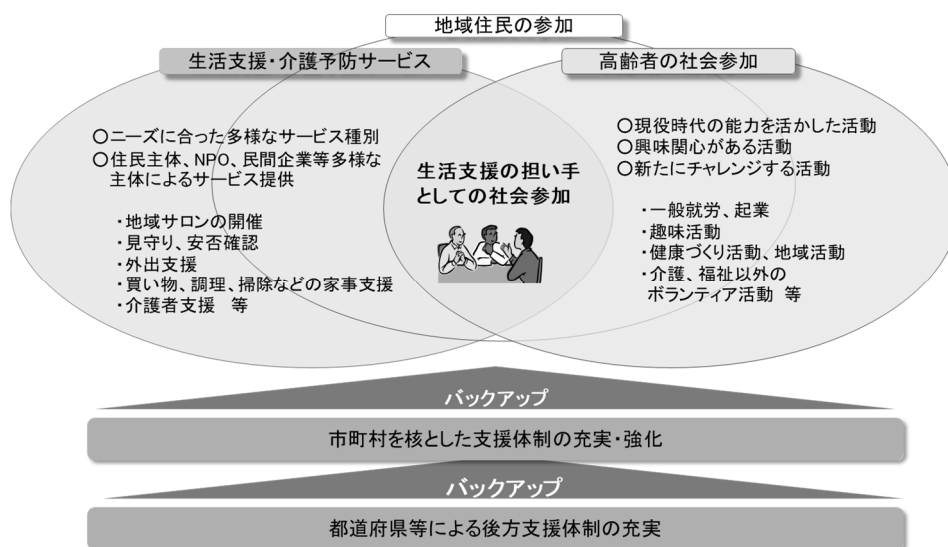 地域住民の参加
生活支援・介護予防サービス
高齢者の社会参加
〇ニーズに合った多様なサービス種別
〇住民主体、NPO、民間企業等多様な
主体によるサービス提供
・地域サロンの開催
・見守り、安否確認
・外出支援
・買い物、調理、掃除などの家事支援
・介護者支援　等
生活支援の担い手
としての社会参加
〇現役時代の能力を活かした活動
〇興味関心がある活動
〇新たにチャレンジする活動
・一般就労、起業
・趣味活動
・健康づくり活動、地域活動
・介護、福祉以外の
ボランティア活動 等
バックアップ
市町村を核とした支援体制の充実・強化
バックアップ
都道府県等による後方支援体制の充実